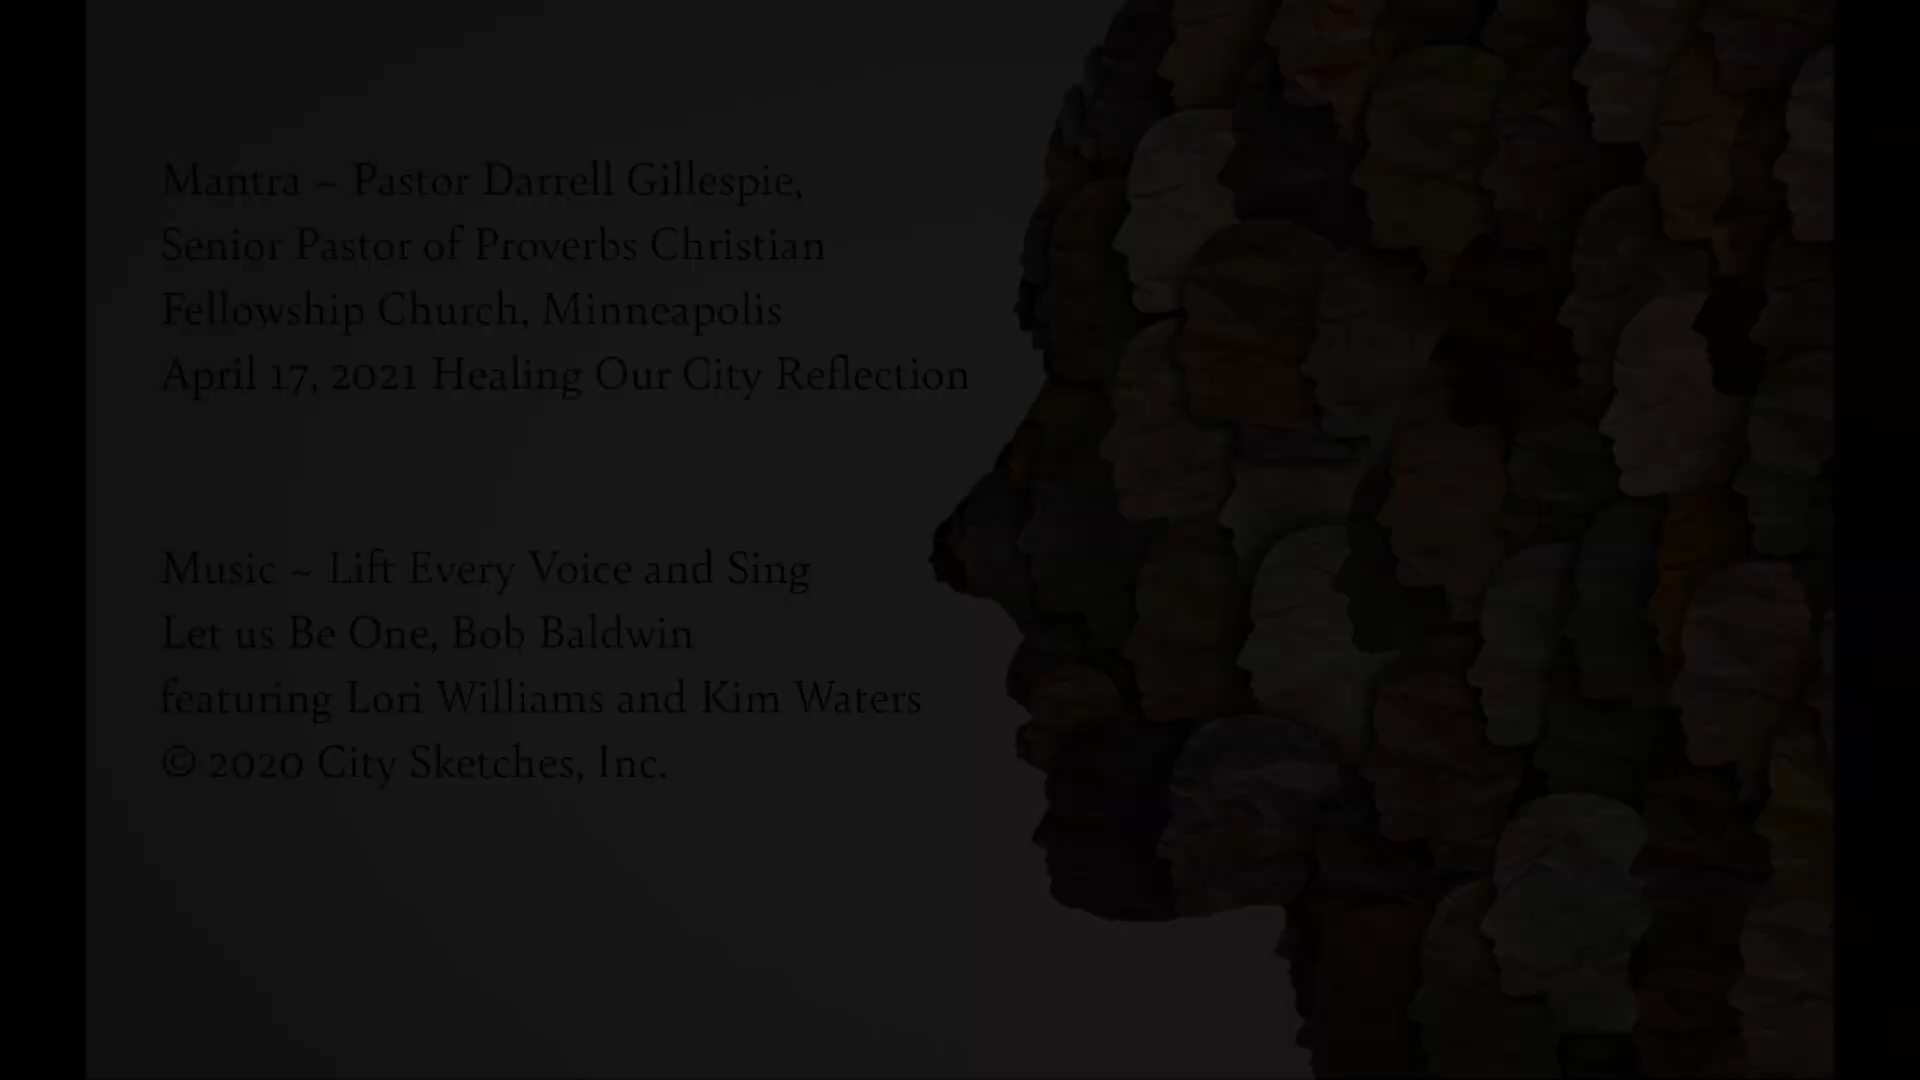 Mantra ~ Pastor Darrell Gillespie,
Senior Pastor of Proverbs Christian
Fellowship Church, Minneapolis
April 17, 2021 Healing Our City Reflection
Music ~ Lift Every Voice and Sing
Let us Be One, Bob Baldwin
featuring Lori Williams and Kim Waters
© 2020 City Sketches, Inc.